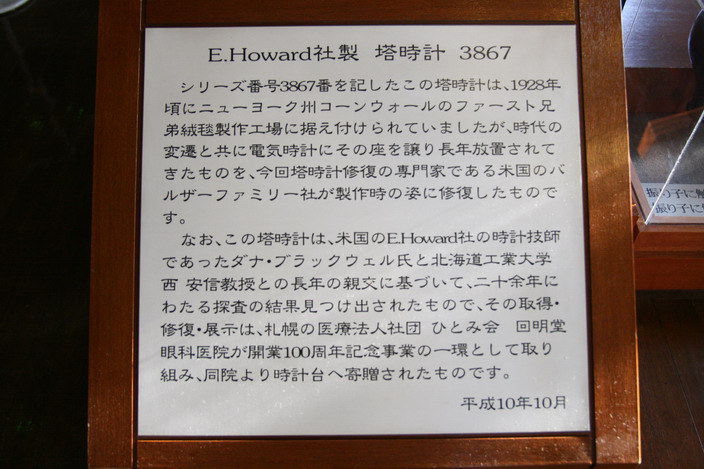 E.Howard社製 塔時計 3867
シリーズ番号3867番を記したこの塔時計は、1928年
頃にニューヨーク州コーンウォールのファースト兄
弟絨毯製作工場に据え付けられていましたが、時代の
変遷と共に電気時計にその座を譲り長年放置されて
きたものを、今回塔時計修復の専門家である米国のバ
ルザーファミリー社が製作時の姿に修復したもので
す。
なお、この塔時計は、米国のE.Howard社の時計技師
であったダナ・ブラックウェル氏と北海道工業大学
西 安信教授との長年の親交に基づいて、二十余年に
わたる探査の結果見つけ出されたもので、その取得・
修復・展示は、札幌の医療法人社団 ひとみ会 回明堂
眼科医院が開業100周年記念事業の一環として取り
組み、同院より時計台へ寄贈されたものです。
平成10年10月
振り子に
振り子に